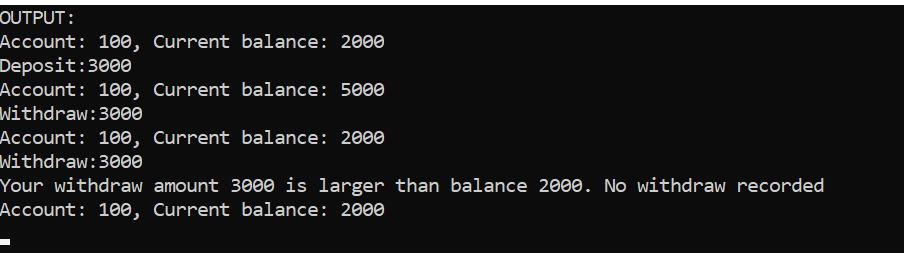 OUTPUT:
Account: 100, Current balance: 2000
Deposit:3000
Account: 100, Current balance: 5000
Withdraw:3000
Account: 100, Current balance: 2000
Withdraw:3000
Your withdraw amount 3000 is larger than balance 2000. No withdraw recorded
Account: 100, Current balance: 2000